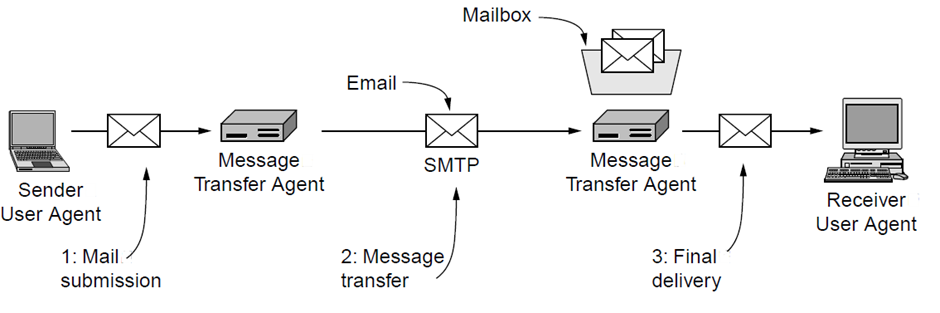 Mailbox
Email
Sender
User Agent
Message
Transfer Agent
SMTP
Message
Transfer Agent
Receiver
User Agent
1: Mail
submission
2: Message
transfer
3: Final
delivery